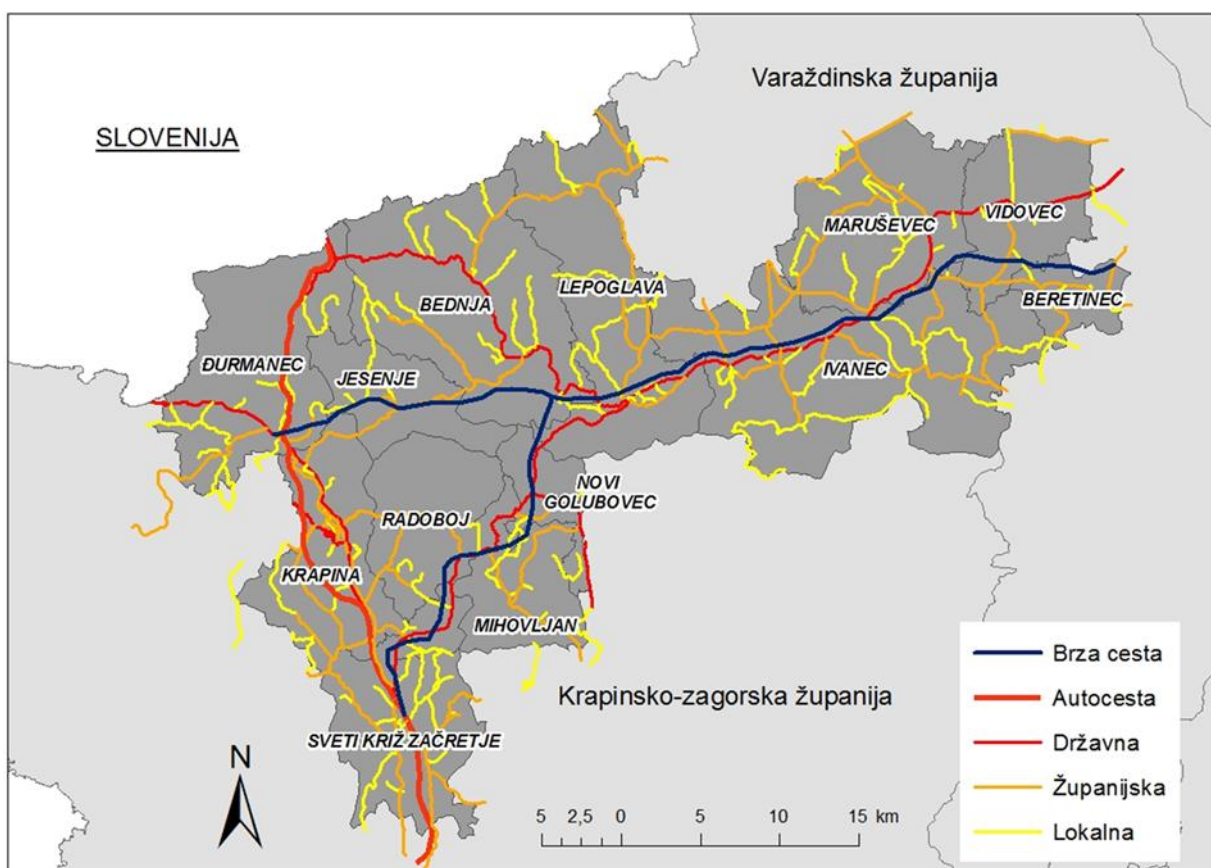 Varaždinska županija
SLOVENIJA
MARUŠEVEC
VIDOVEC
BEDNJA
LEPOGLAVA
BERETINEC
ĐURMANEC
JESENJE
IVANEC
NOVI
GOLUBOVEC
RADOBOJ
KRAPINA
MIHOVLJAN
Krapinsko-zagorska županija
SVETI KRIŽ ZAČRETJE
N
5 2,5 0 5 10 15 km
Brza cesta
Autocesta
Državna
Županijska
Lokalna